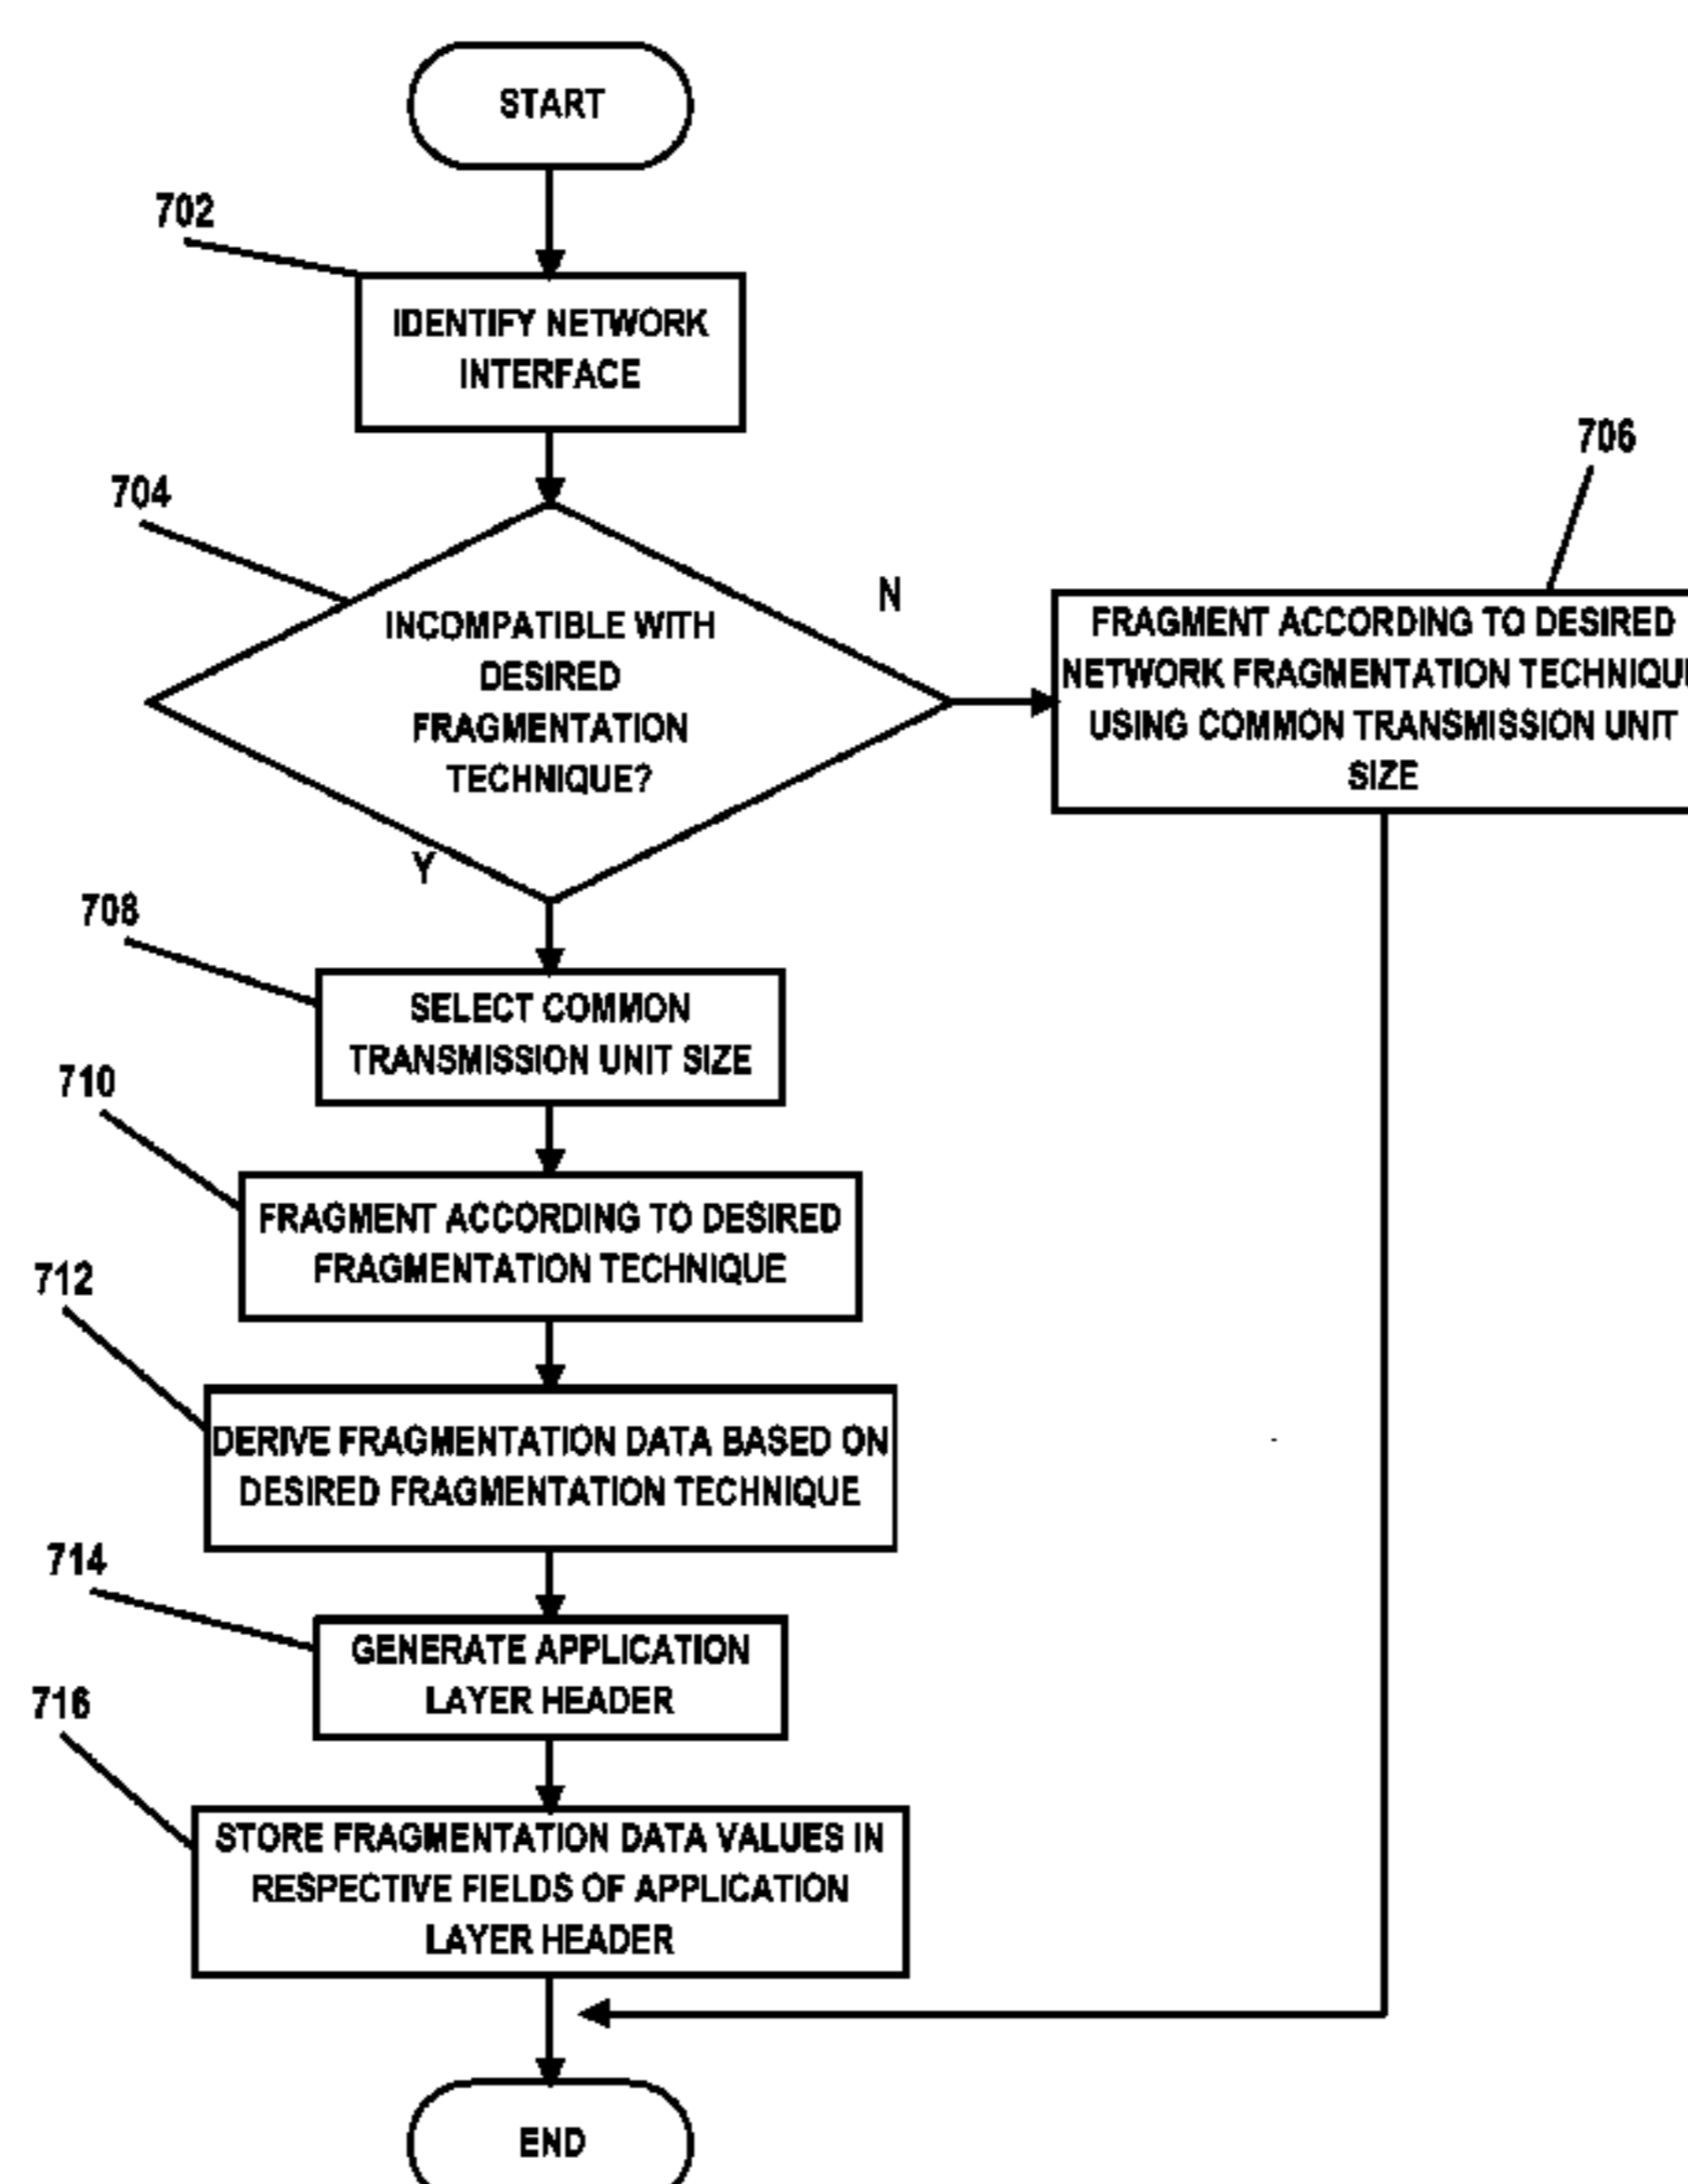 START
702
IDENTIFY NETWORK
INTERFACE
704
INCOMPATIBLE WITH
DESIRED
FRAGMENTATION
TECHNIQUE?
N
706
FRAGMENT ACCORDING TO DESIRED
NETWORK FRAGMENTATION TECHNIQU
USING COMMON TRANSMISSION UNIT
SIZE
Y
708
SELECT COMMON
TRANSMISSION UNIT SIZE
710
FRAGMENT ACCORDING TO DESIRED
FRAGMENTATION TECHNIQUE
712
DERIVE FRAGMENTATION DATA BASED ON
DESIRED FRAGMENTATION TECHNIQUE
714
GENERATE APPLICATION
LAYER HEADER
716
STORE FRAGMENTATION DATA VALUES IN
RESPECTIVE FIELDS OF APPLICATION
LAYER HEADER
END